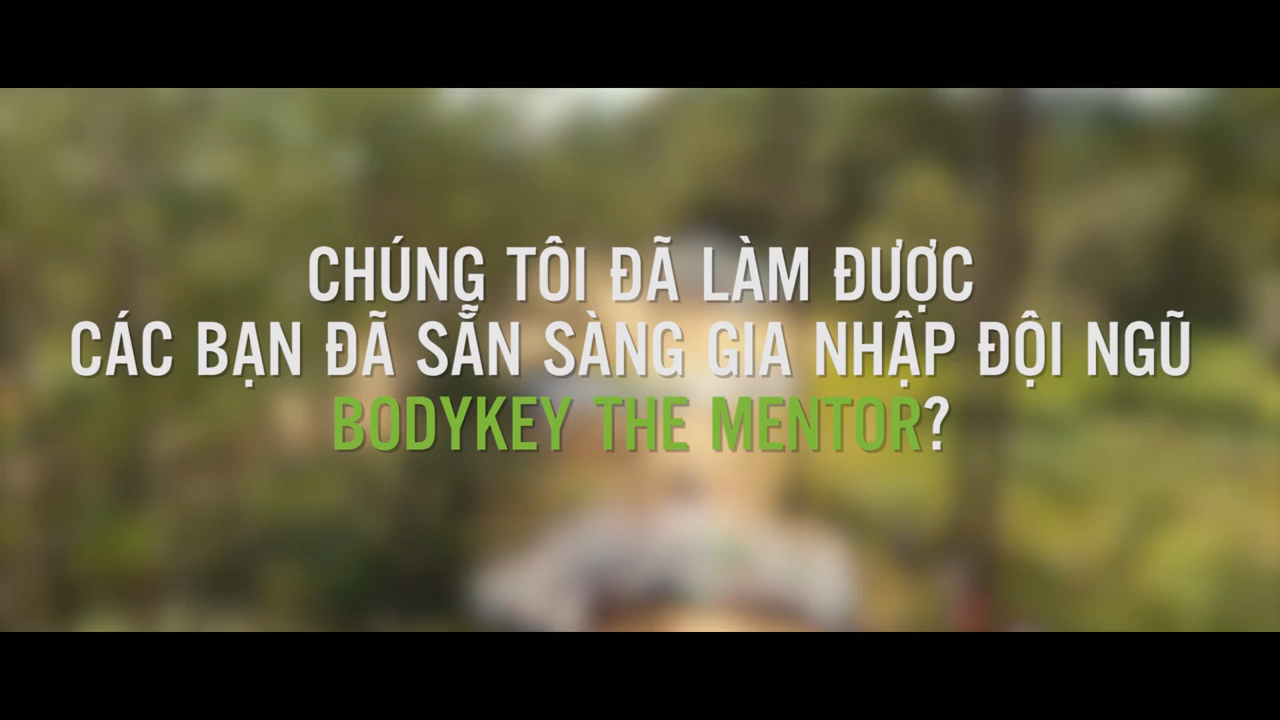 CHÚNG TÔI ĐÃ LÀM ĐƯỢC
CÁC BẠN ĐÃ SẴN SÀNG GIA NHẬP ĐỘI NGŨ
BODYKEY THE MENTOR?